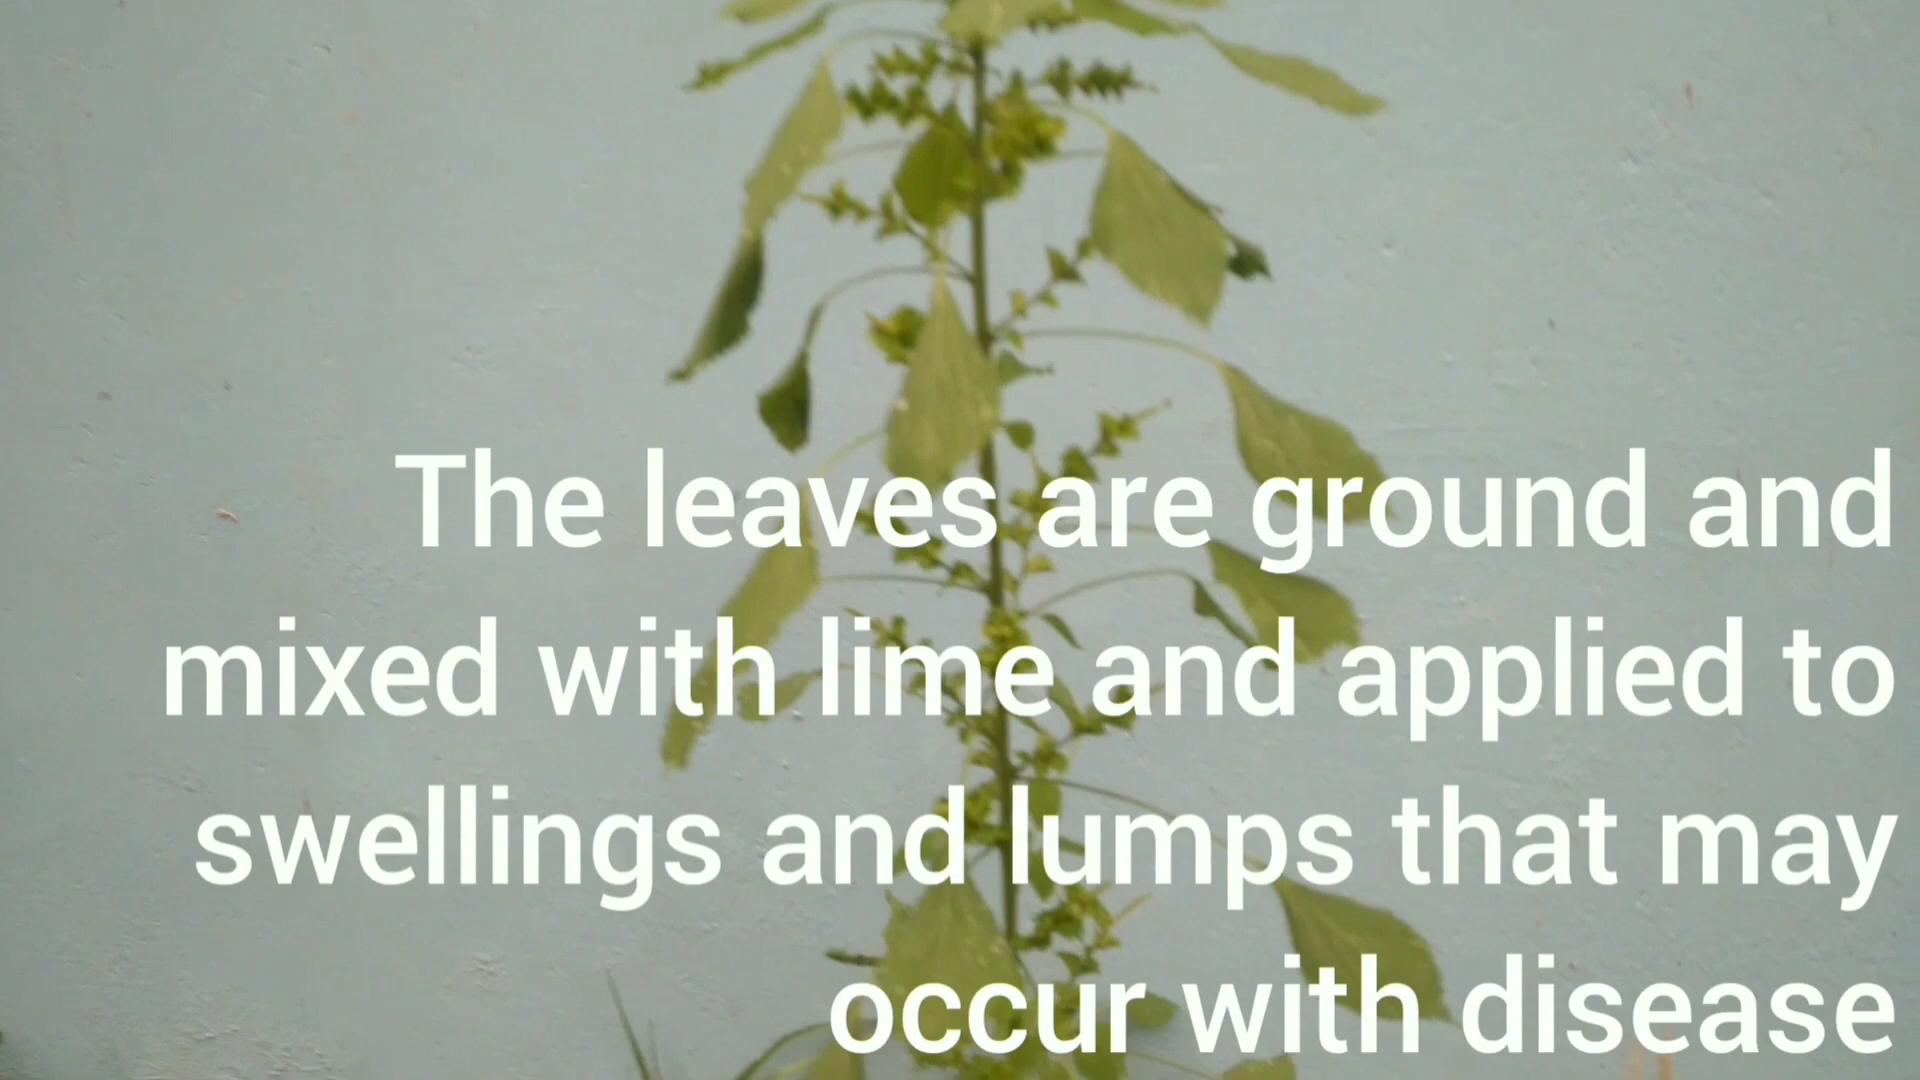 The leaves are ground and
mixed with lime and applied to
swellings and lumps that may
occur with disease